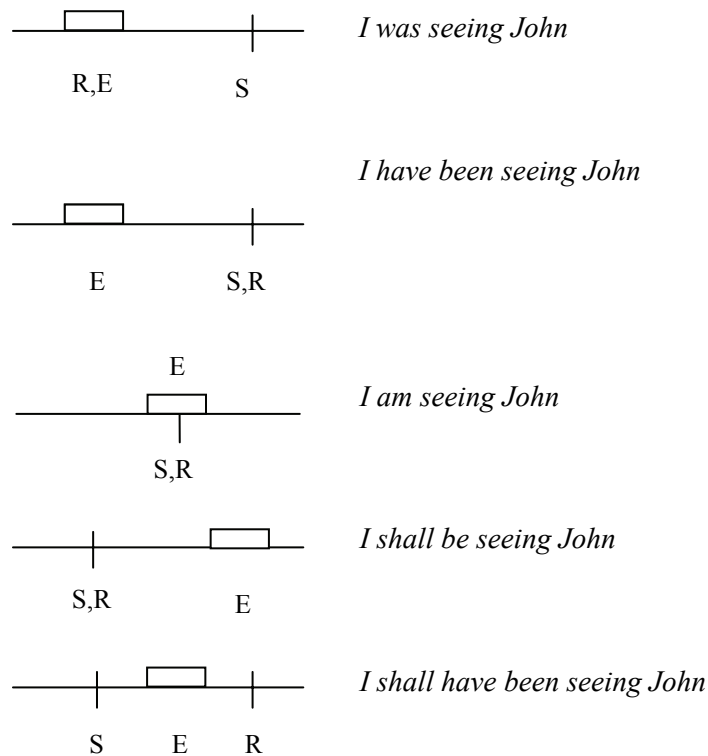 I was seeing John
R,E S
I have been seeing John
E S,R
E
I am seeing John
S,R
I shall be seeing John
S,R E
I shall have been seeing John
S E R